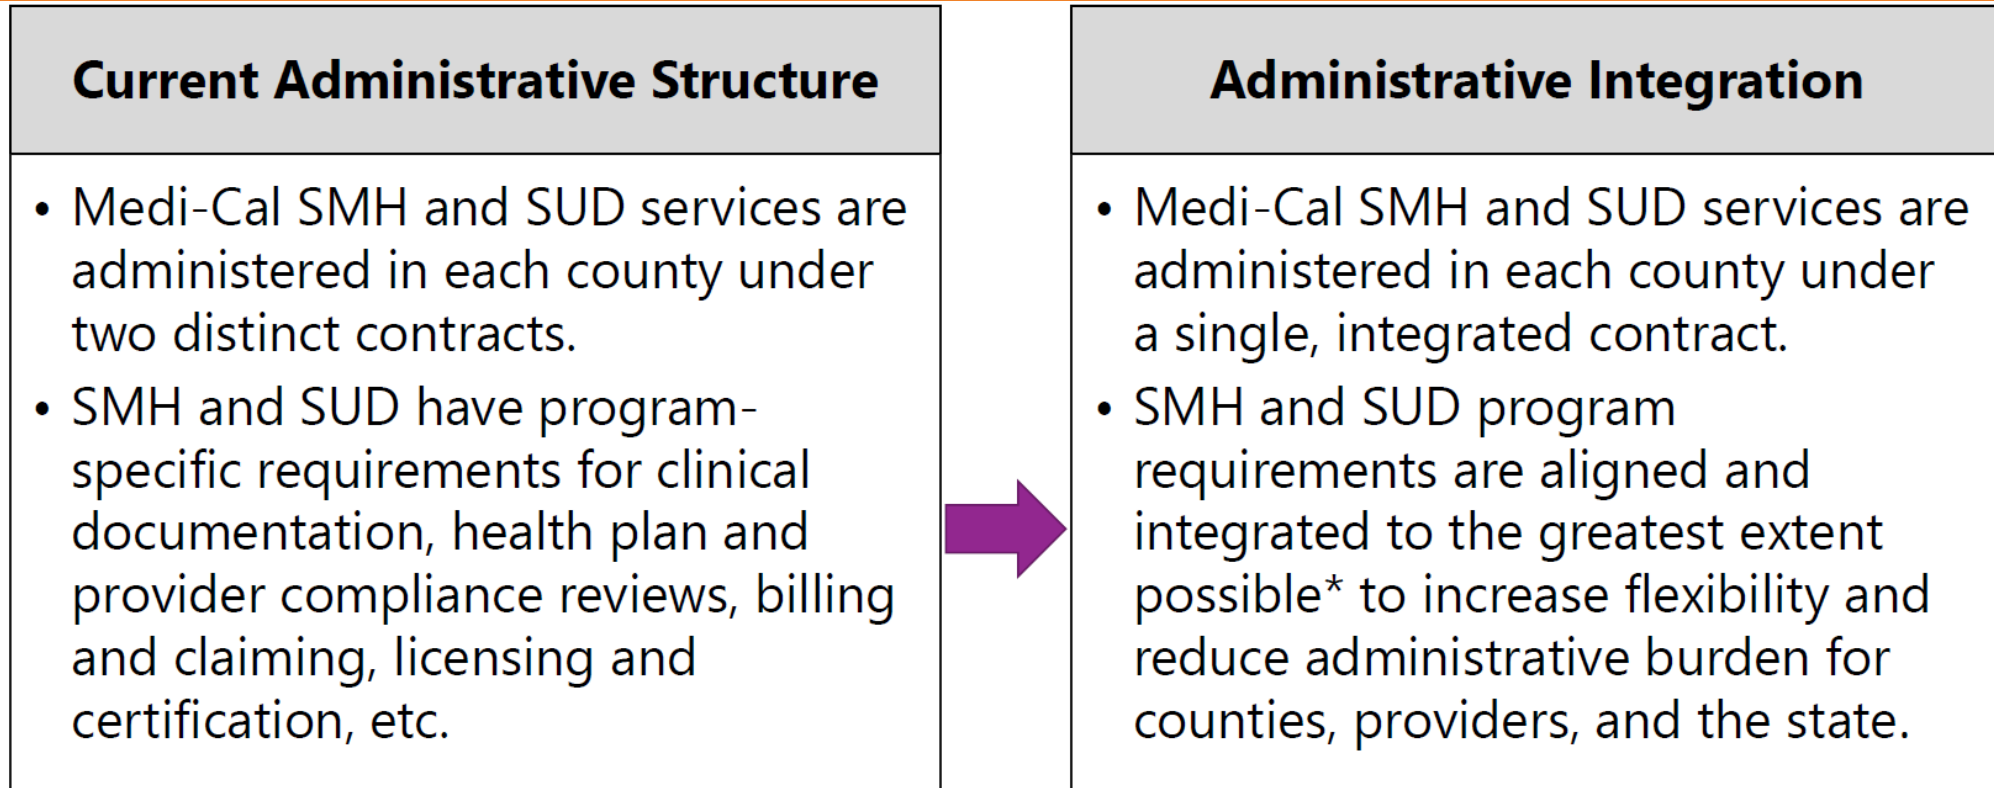 Current Administrative Structure
• Medi-Cal SMH and SUD services are
administered in each county under
two distinct contracts.
• SMH and SUD have program-
specific requirements for clinical
documentation, health plan and
provider compliance reviews, billing
and claiming, licensing and
certification, etc.
Administrative Integration
• Medi-Cal SMH and SUD services are
administered in each county under
a single, integrated contract.
• SMH and SUD program
requirements are aligned and
integrated to the greatest extent
possible* to increase flexibility and
reduce administrative burden for
counties, providers, and the state.